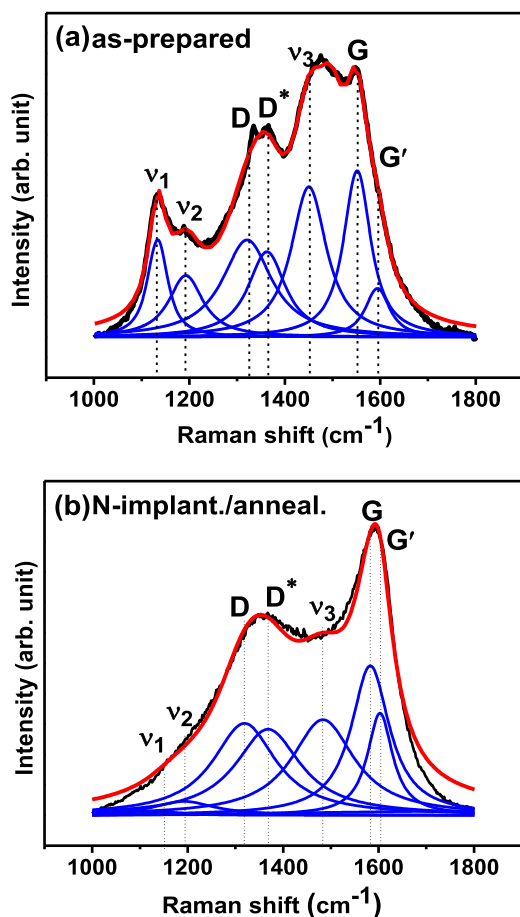 (a) as-prepared
ν₃ G
D D*
G′
ν₁ ν₂
Intensity (arb. unit)
1000 1200 1400 1600 1800
Raman shift (cm⁻¹)
(b) N-implant./anneal.
G
G′
D D* ν₃
ν₂
ν₁
Intensity (arb. unit)
1000 1200 1400 1600 1800
Raman shift (cm⁻¹)